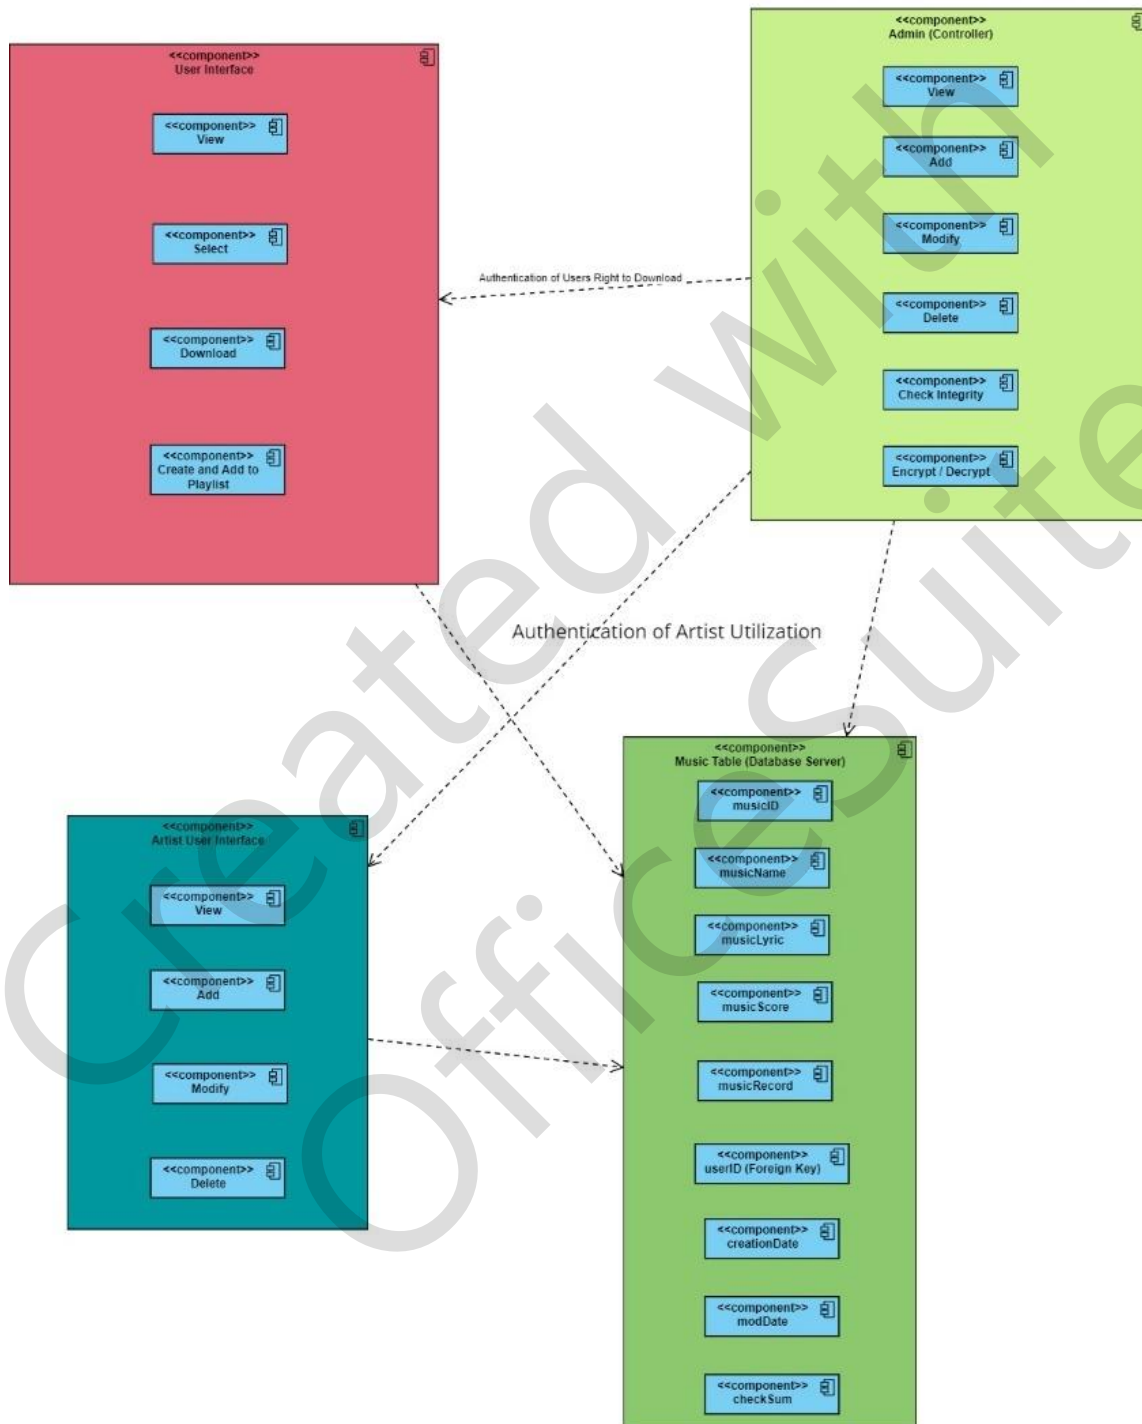 <<component>>
User Interface
<<component>>
View
<<component>>
Select
<<component>>
Download
<<component>>
Create and Add to
Playlist
<<component>>
Admin (Controller)
<<component>>
View
<<component>>
Add
<<component>>
Modify
<<component>>
Delete
<<component>>
Check Integrity
<<component>>
Encrypt / Decrypt
Authentication of Users Right to Download
Authentication of Artist Utilization
<<component>>
Artist User Interface
<<component>>
View
<<component>>
Add
<<component>>
Modify
<<component>>
Delete
<<component>>
Music Table (Database Server)
<<component>>
musicID
<<component>>
musicName
<<component>>
musicLyric
<<component>>
musicScore
<<component>>
musicRecord
<<component>>
userID (Foreign Key)
<<component>>
creationDate
<<component>>
modDate
<<component>>
checkSum
Created with
OfficeSuite